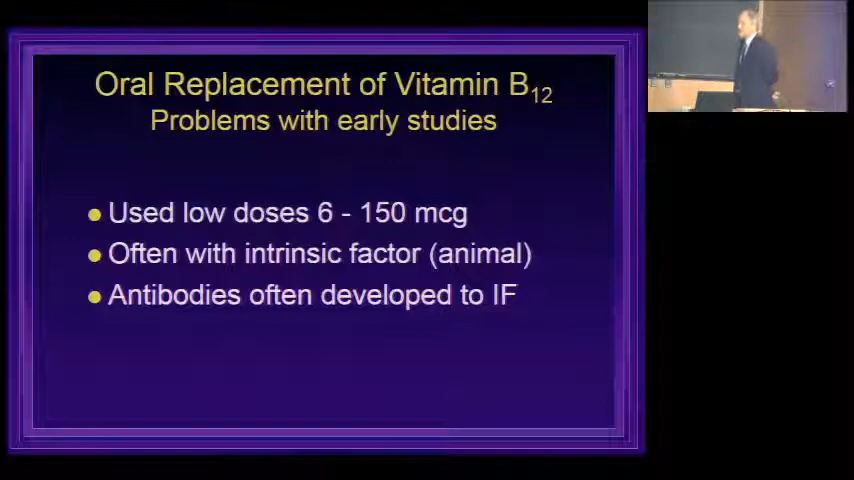 Oral Replacement of Vitamin B12
Problems with early studies
Used low doses 6 - 150 mcg
Often with intrinsic factor (animal)
Antibodies often developed to IF